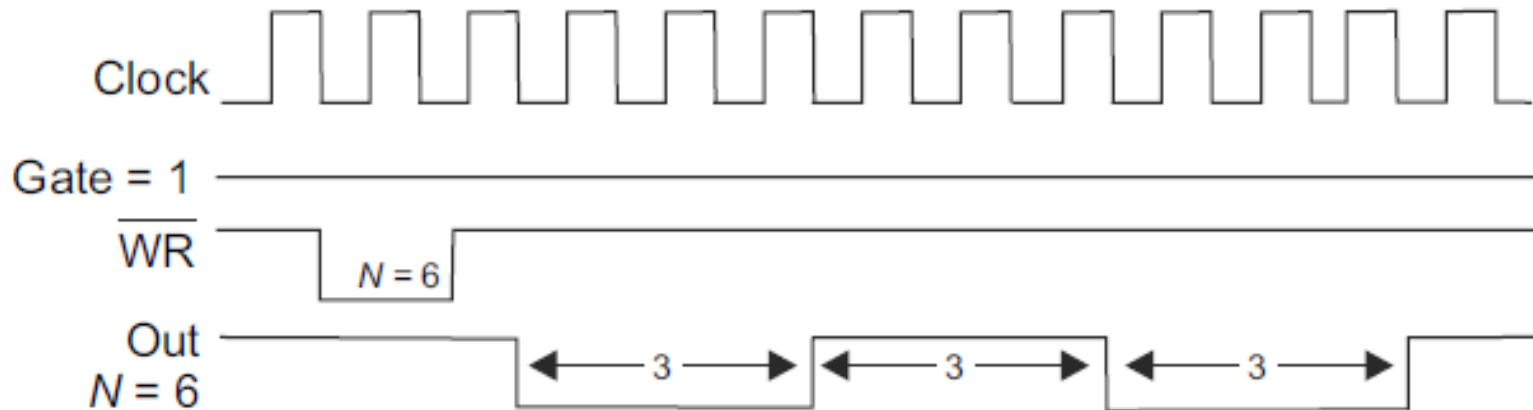 Clock
Gate = 1
WR
N = 6
Out
3 3 3
N = 6